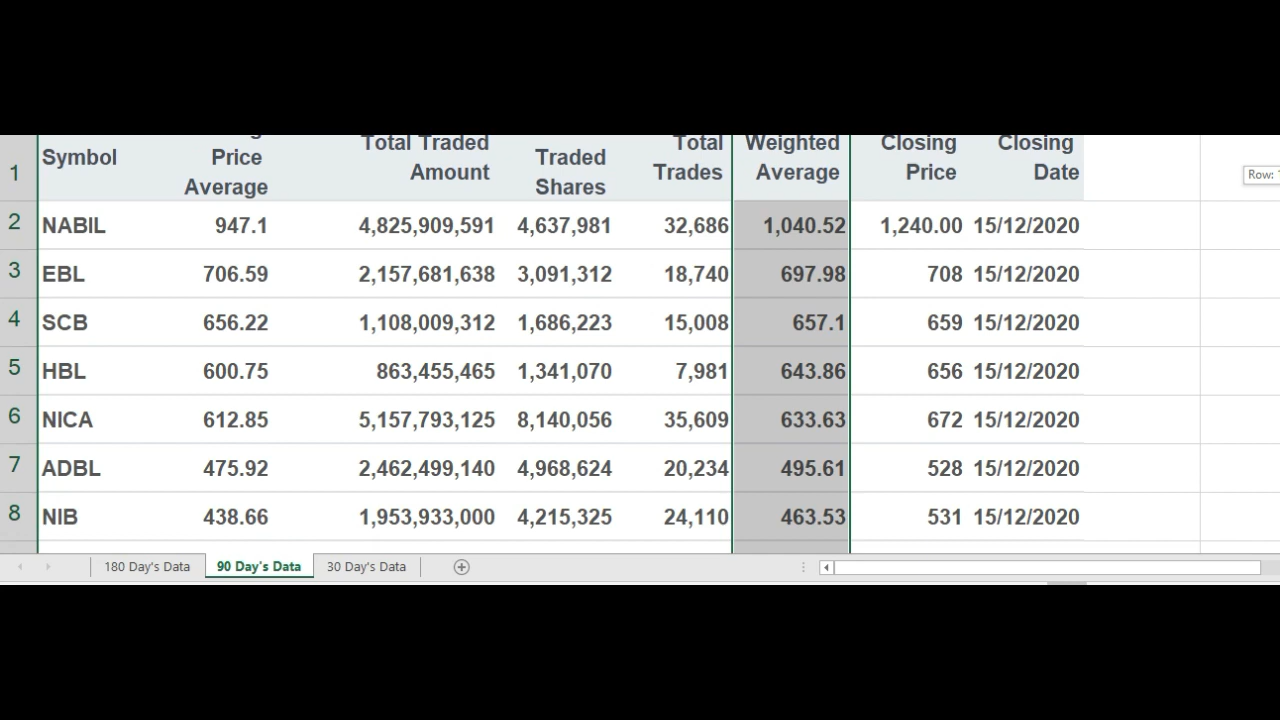 Total Traded Total Weighted Closing Closing
Symbol Price Traded
1 Amount Trades Average Price Date Row:
Average Shares
2 NABIL 947.1 4,825,909,591 4,637,981 32,686 1,040.52 1,240.00 15/12/2020
3 EBL 706.59 2,157,681,638 3,091,312 18,740 697.98 708 15/12/2020
4 SCB 656.22 1,108,009,312 1,686,223 15,008 657.1 659 15/12/2020
5 HBL 600.75 863,455,465 1,341,070 7,981 643.86 656 15/12/2020
6 NICA 612.85 5,157,793,125 8,140,056 35,609 633.63 672 15/12/2020
7 ADBL 475.92 2,462,499,140 4,968,624 20,234 495.61 528 15/12/2020
8 NIB 438.66 1,953,933,000 4,215,325 24,110 463.53 531 15/12/2020
180 Day's Data 90 Day's Data 30 Day's Data